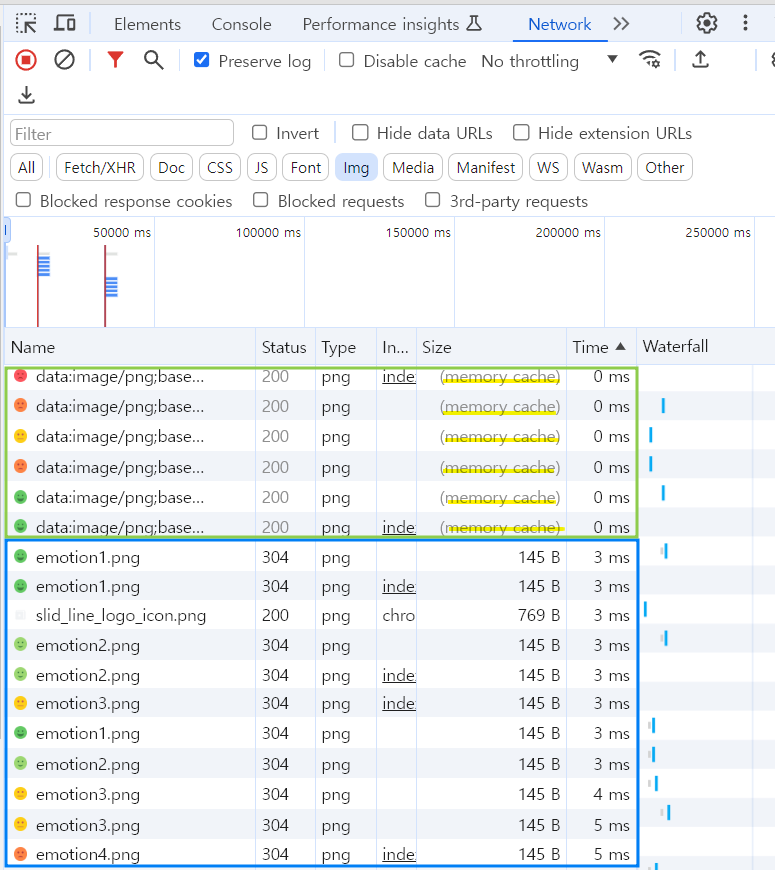 Elements Console Performance insights Network
Preserve log Disable cache No throttling
Filter Invert Hide data URLs Hide extension URLs
All Fetch/XHR Doc CSS JS Font Img Media Manifest WS Wasm Other
Blocked response cookies Blocked requests 3rd-party requests
50000 ms 100000 ms 150000 ms 200000 ms 250000 ms
Name Status Type In... Size Time Waterfall
data:image/png;base... 200 png inde: (memory cache) 0 ms
data:image/png;base... 200 png (memory cache) 0 ms
data:image/png;base... 200 png (memory cache) 0 ms
data:image/png;base... 200 png (memory cache) 0 ms
data:image/png;base... 200 png (memory cache) 0 ms
data:image/png;base... 200 png inde: (memory cache) 0 ms
emotion1.png 304 png 145 B 3 ms
emotion1.png 304 png inde: 145 B 3 ms
slid_line_logo_icon.png 200 png chro 769 B 3 ms
emotion2.png 304 png 145 B 3 ms
emotion2.png 304 png inde: 145 B 3 ms
emotion3.png 304 png inde: 145 B 3 ms
emotion1.png 304 png 145 B 3 ms
emotion2.png 304 png 145 B 3 ms
emotion3.png 304 png 145 B 4 ms
emotion3.png 304 png 145 B 5 ms
emotion4.png 304 png inde: 145 B 5 ms